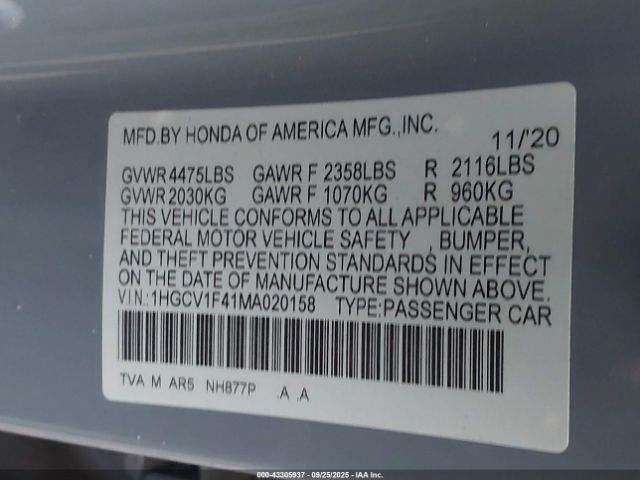 MFD.BY HONDA OF AMERICA MFG.,INC. 11/'20
GVWR 4475LBS GAWR F 2358LBS R 2116LBS
GVWR 2030KG GAWR F 1070KG R 960KG
THIS VEHICLE CONFORMS TO ALL APPLICABLE
FEDERAL MOTOR VEHICLE SAFETY , BUMPER,
AND THEFT PREVENTION STANDARDS IN EFFECT
ON THE DATE OF MANUFACTURE SHOWN ABOVE.
VIN:1HGCV1F41MA020158 TYPE:PASSENGER CAR
TVA M AR5 NH877P .A .A
000-43305937 - 09/25/2025 - IAA Inc.